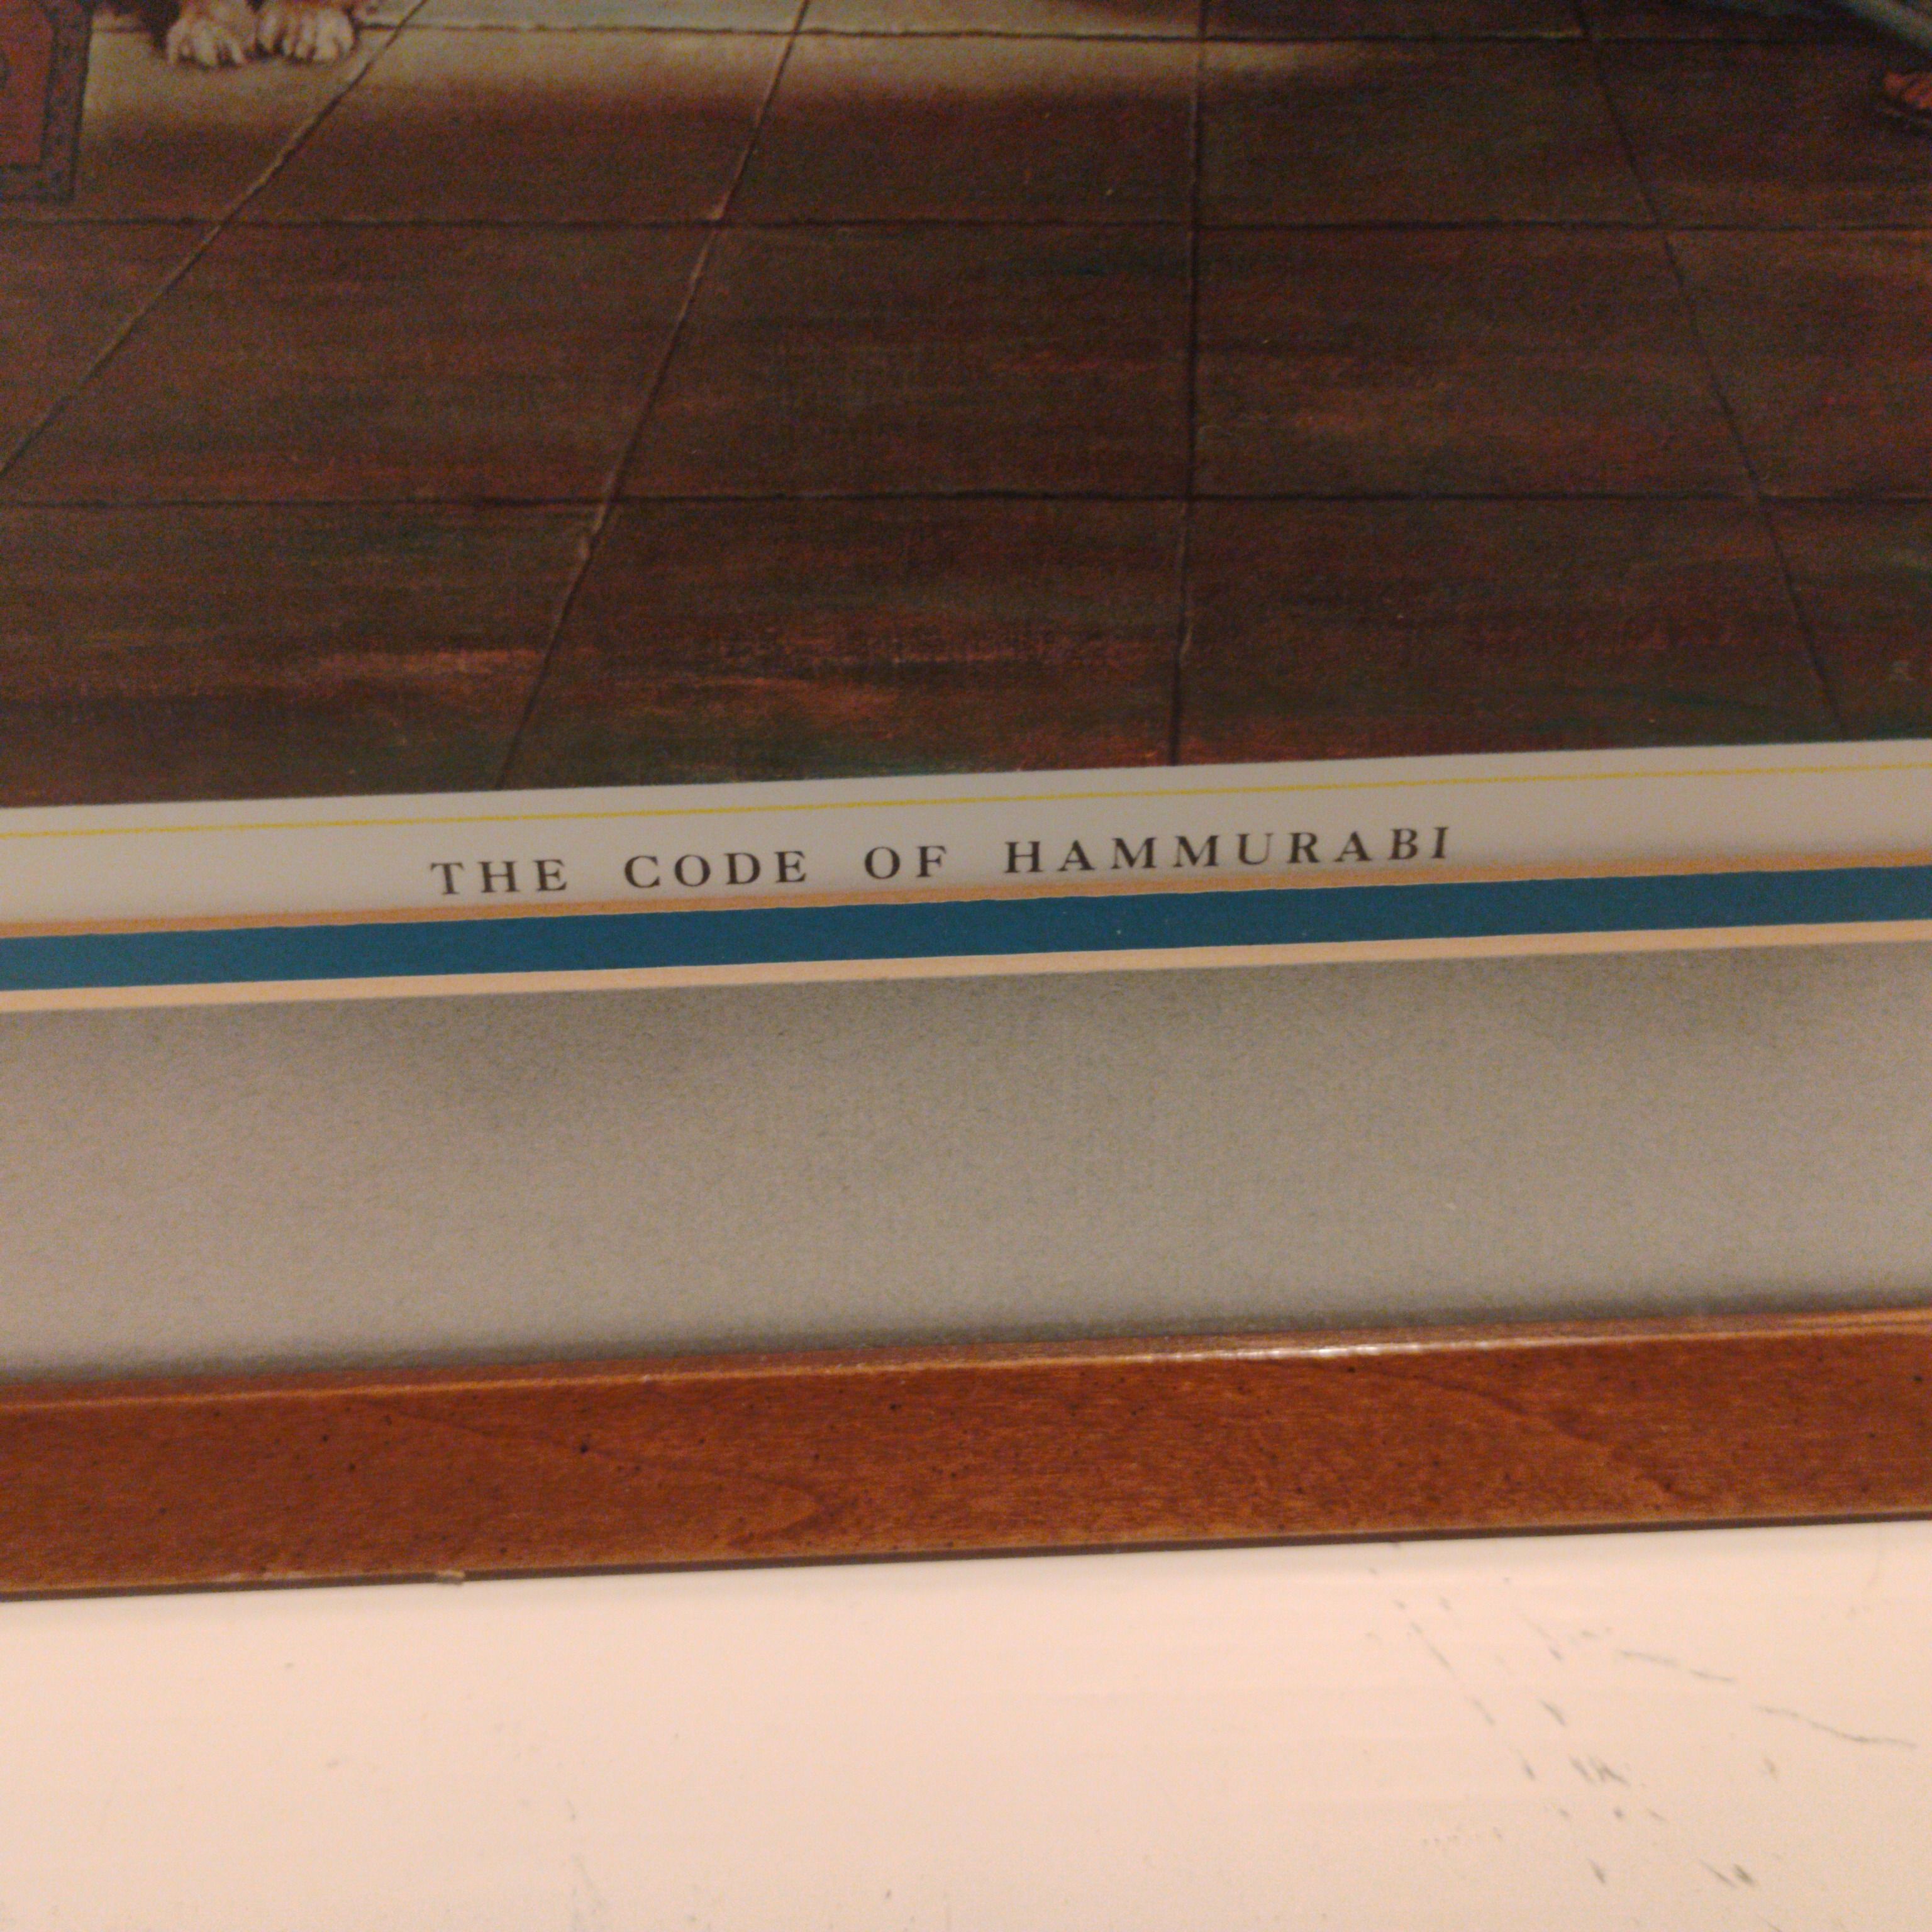 THE CODE OF HAMMURABI